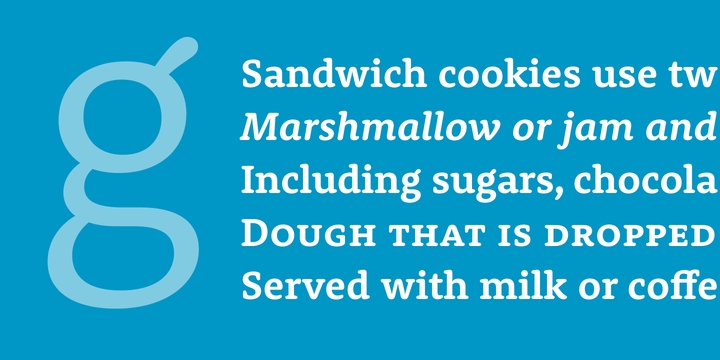 g
Sandwich cookies use tw
Marshmallow or jam and
Including sugars, chocola
Dough that is dropped
Served with milk or coffe